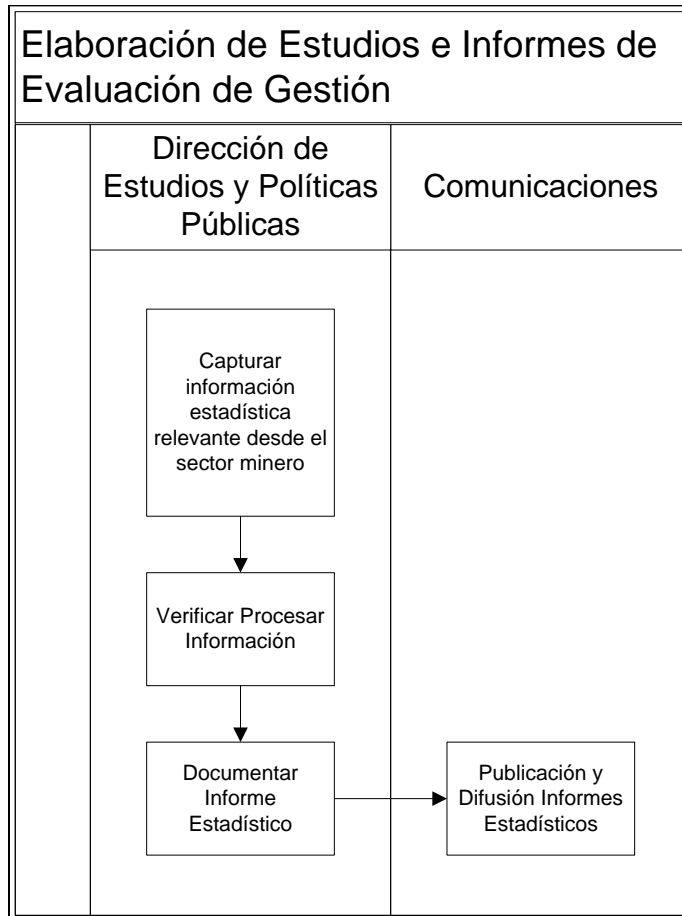 Elaboración de Estudios e Informes de
Evaluación de Gestión
Dirección de
Estudios y Políticas
Públicas
Comunicaciones
Capturar
información
estadística
relevante desde el
sector minero
Verificar Procesar
Información
Documentar
Informe
Estadístico
Publicación y
Difusión Informes
Estadísticos